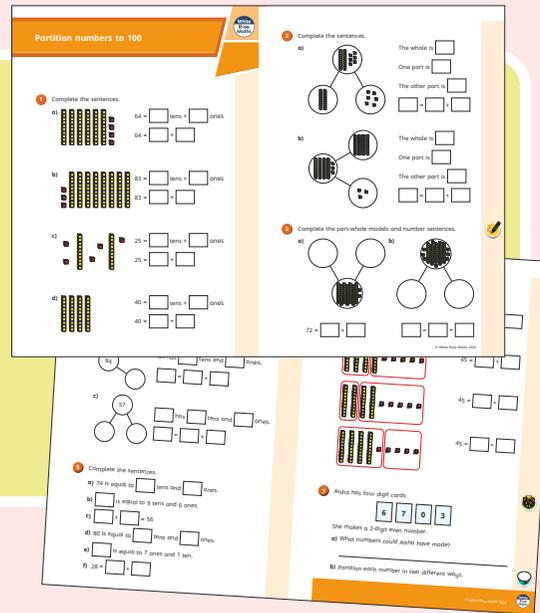 Partition numbers to 100
White Rose Maths
1 Complete the sentences.
a)
64 = tens + ones
64 = +
b)
83 = tens + ones
83 = +
c)
25 = tens + ones
25 = +
d)
40 = tens + ones
40 = +
2 Complete the sentences.
a)
The whole is
One part is
The other part is
= +
b)
The whole is
One part is
The other part is
= +
3 Complete the part-whole models and number sentences.
a) b)
72 = + = +
© White Rose Maths 2022
64
tens and ones.
= +
c)
57
has tens and ones.
= +
5 Complete the sentences.
a) 74 is equal to tens and ones.
b) is equal to 9 tens and 6 ones.
c) + = 56
d) 80 is equal to tens and ones.
e) is equal to 7 ones and 1 ten.
f) 28 = +
45 = +
45 = +
45 = +
7 Aisha has four digit cards.
6 7 0 3
She makes a 2-digit even number.
a) What numbers could Aisha have made?
b) Partition each number in two different ways.